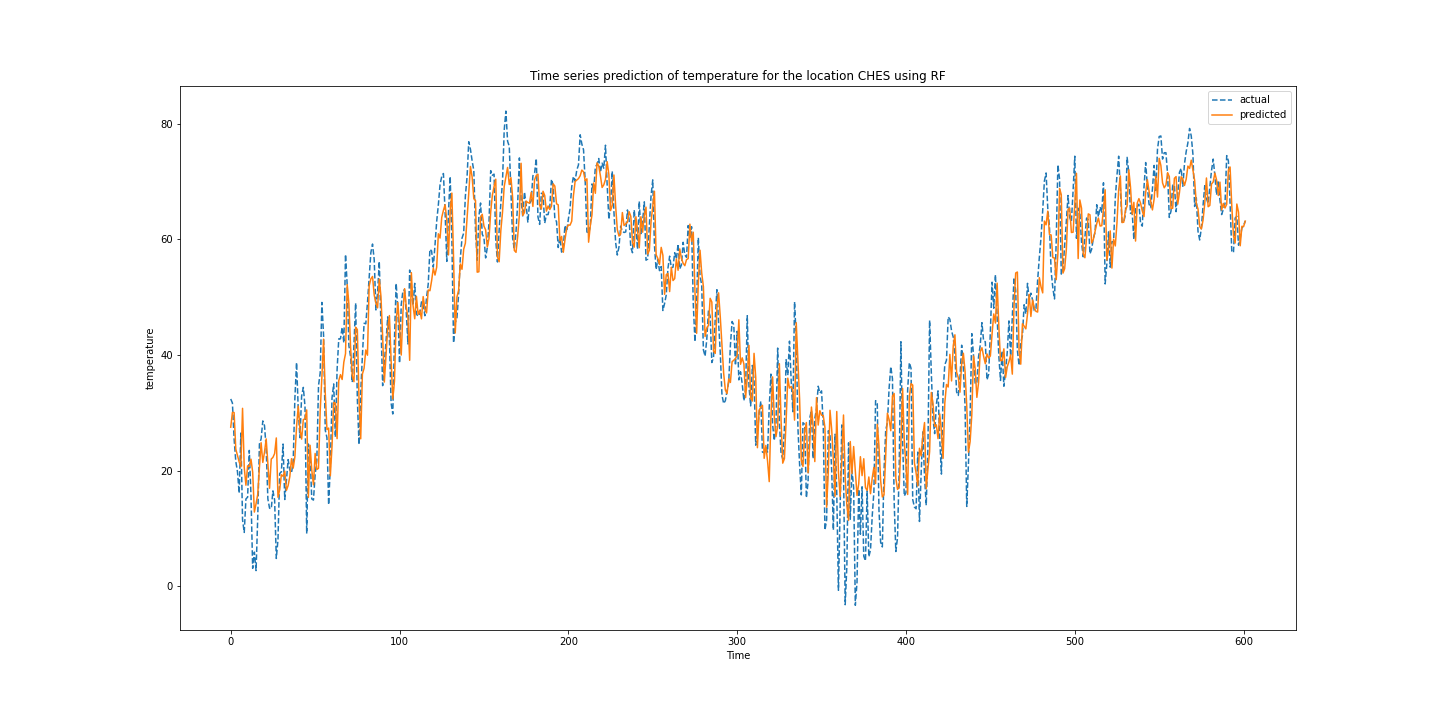 Time series prediction of temperature for the location CHES using RF
actual
predicted
80
60
40
20
0
temperature
0 100 200 300 400 500 600
Time